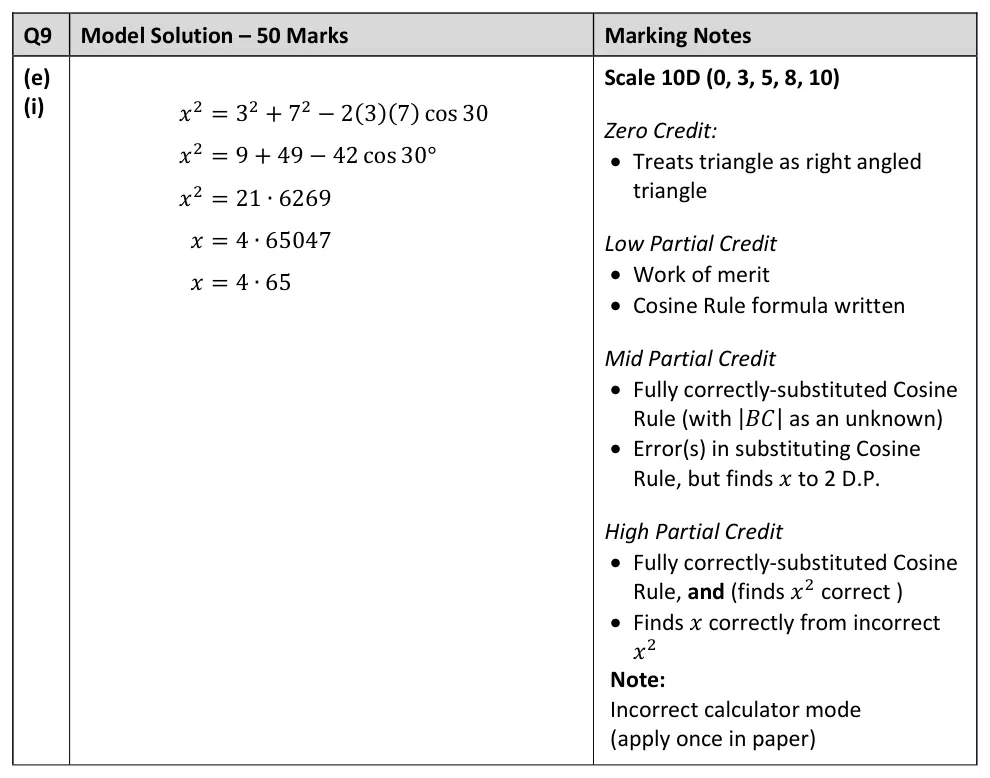 Q9 Model Solution – 50 Marks Marking Notes
(e)
(i)
x² = 3² + 7² − 2(3)(7) cos 30
x² = 9 + 49 − 42 cos 30°
x² = 21 · 6269
x = 4 · 65047
x = 4 · 65
Scale 10D (0, 3, 5, 8, 10)
Zero Credit:
• Treats triangle as right angled
triangle
Low Partial Credit
• Work of merit
• Cosine Rule formula written
Mid Partial Credit
• Fully correctly-substituted Cosine
Rule (with |BC| as an unknown)
• Error(s) in substituting Cosine
Rule, but finds x to 2 D.P.
High Partial Credit
• Fully correctly-substituted Cosine
Rule, and (finds x² correct )
• Finds x correctly from incorrect
x²
Note:
Incorrect calculator mode
(apply once in paper)